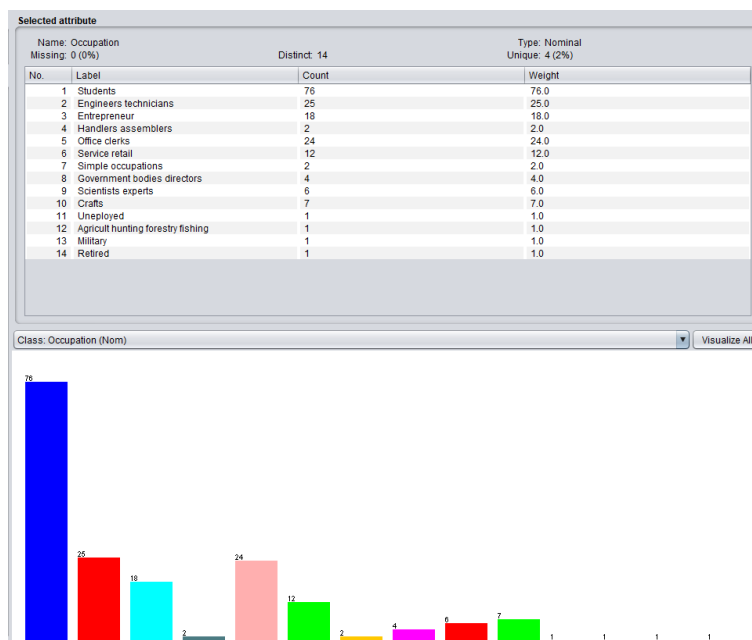 Selected attribute
Name: Occupation Type: Nominal
Missing: 0 (0%) Distinct: 14 Unique: 4 (2%)
No. Label Count Weight
1 Students 76 76.0
2 Engineers technicians 25 25.0
3 Entrepreneur 18 18.0
4 Handlers assemblers 2 2.0
5 Office clerks 24 24.0
6 Service retail 12 12.0
7 Simple occupations 2 2.0
8 Government bodies directors 4 4.0
9 Scientists experts 6 6.0
10 Crafts 7 7.0
11 Uneployed 1 1.0
12 Agricult hunting forestry fishing 1 1.0
13 Military 1 1.0
14 Retired 1 1.0
Class: Occupation (Nom) Visualize All
76
25
18
2
24
12
2
4
6
7
1
1
1
1